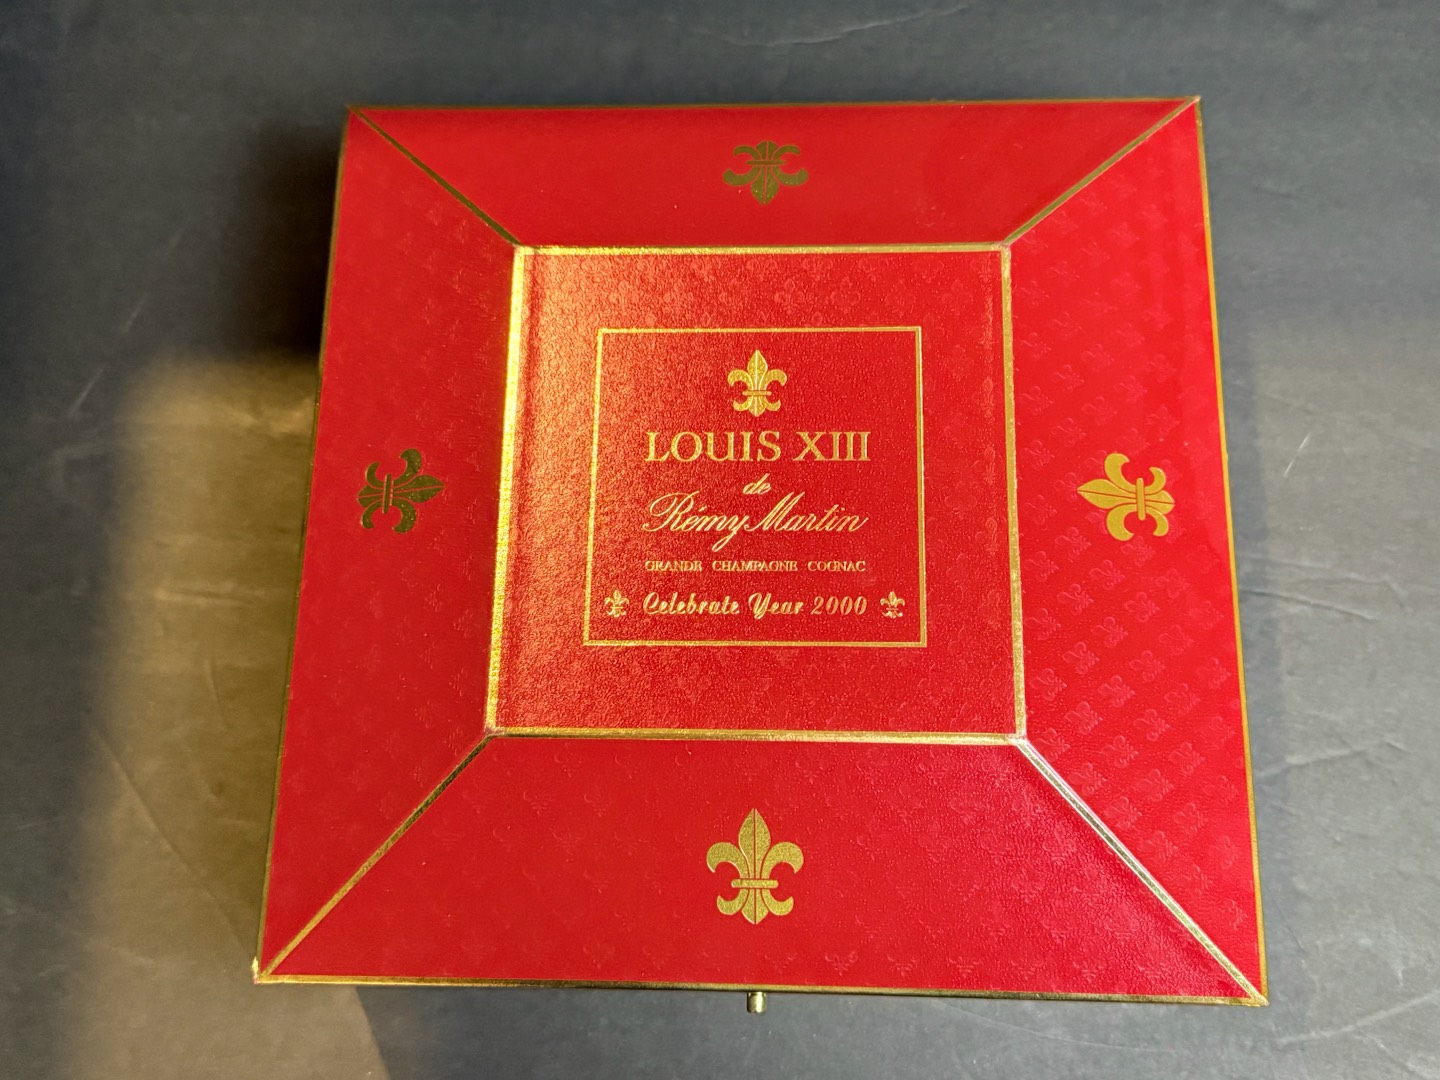 LOUIS XIII
de
Rémy Martin
GRANDE CHAMPAGNE COGNAC
Celebrate Year 2000